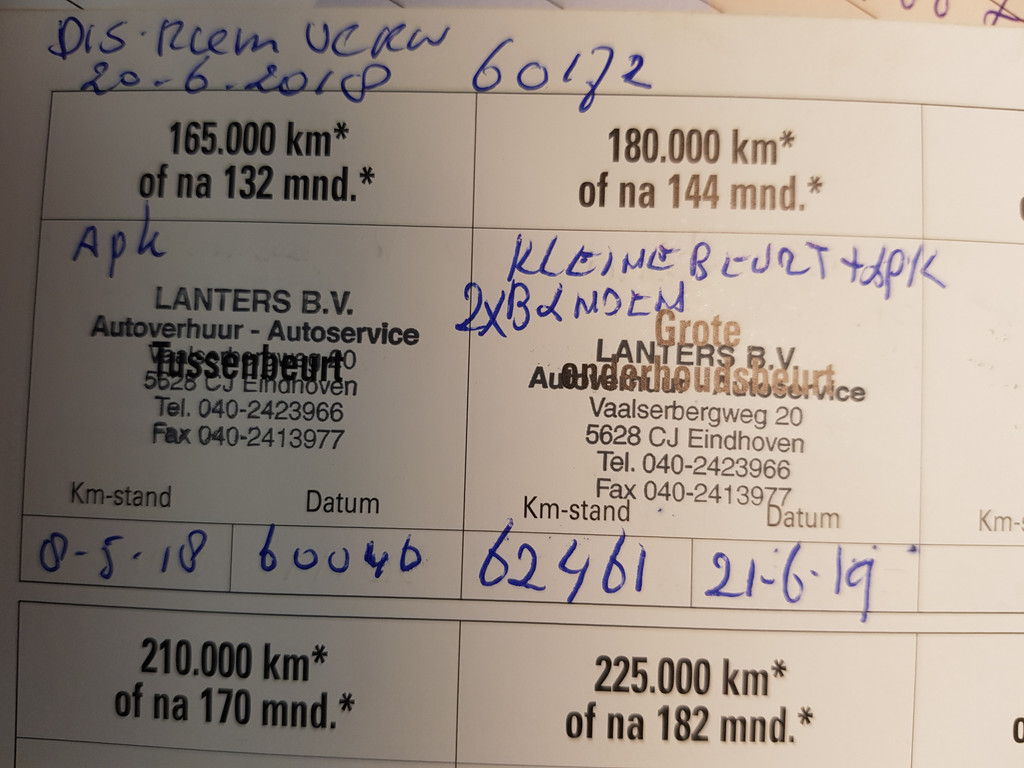 DIS·Riem VERW
20-6-2018 60172
165.000 km*
of na 132 mnd.*
180.000 km*
of na 144 mnd.*
Apk
LANTERS B.V.
Autoverhuur - Autoservice
Vaalserbergweg 20
Tussenbeurt
5628 CJ Eindhoven
Tel. 040-2423966
Fax 040-2413977
Km-stand Datum
8-5-18 60046
KLEINE BEURT + APK
2X BANDEN
Grote
LANTERS B.V.
onderhoudsbeurt
Autoverhuur - Autoservice
Vaalserbergweg 20
5628 CJ Eindhoven
Tel. 040-2423966
Fax 040-2413977
Km-stand Datum
62461 21-6-19
Km-s
210.000 km*
of na 170 mnd.*
225.000 km*
of na 182 mnd.*